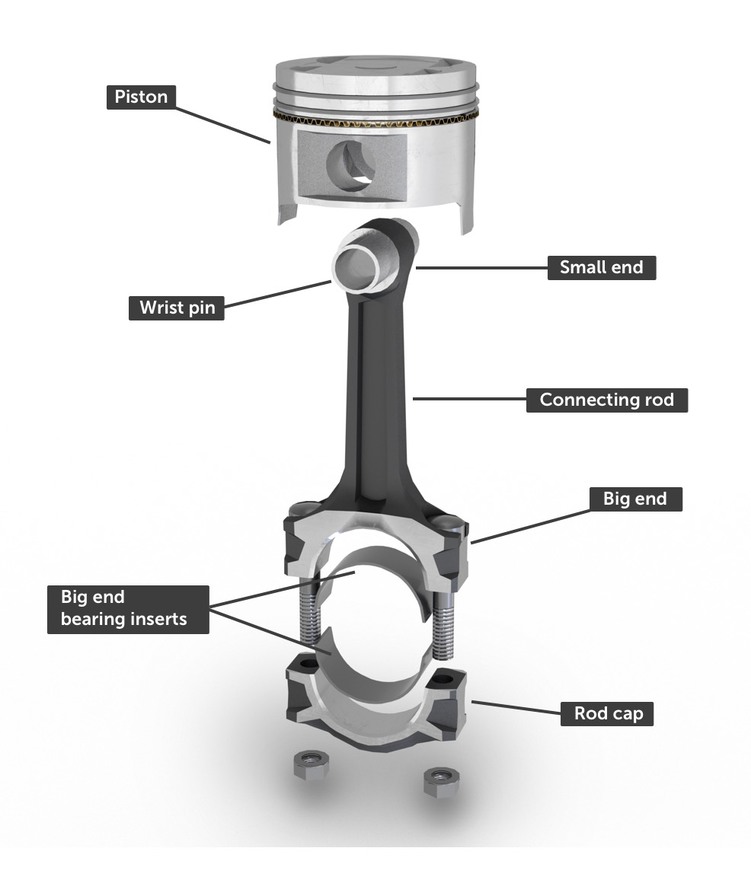 Piston
Small end
Wrist pin
Connecting rod
Big end
Big end
bearing inserts
Rod cap